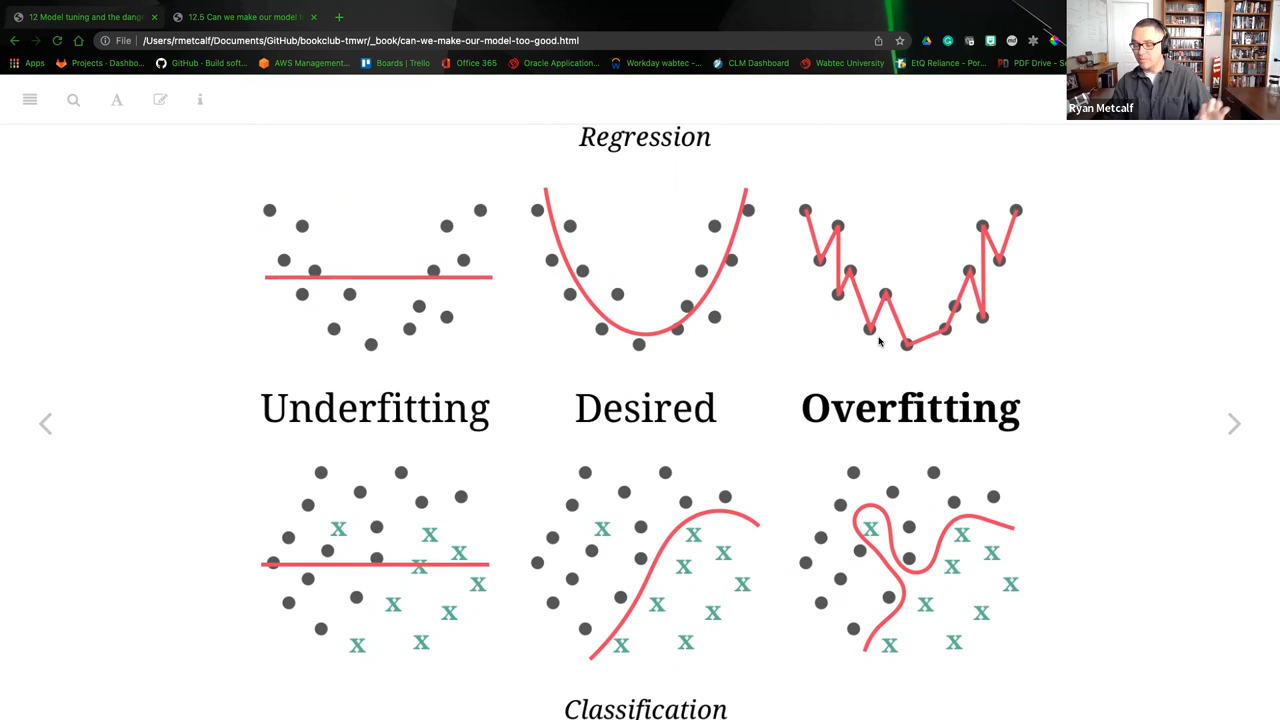 12 Model tuning and the dang
12.5 Can we make our model t
File /Users/rmetcalf/Documents/GitHub/bookclub-tmwr/_book/can-we-make-our-model-too-good.html
Apps Projects · Dashbo... GitHub · Build soft... AWS Management... Boards | Trello Office 365 Oracle Application... Workday wabtec -... CLM Dashboard Wabtec University EtQ Reliance - Por... PDF Drive - Se
Ryan Metcalf
Regression
Underfitting Desired Overfitting
x x x x x x x x x x
x x x x x x x x x x
x x x x x x x x x x
Classification